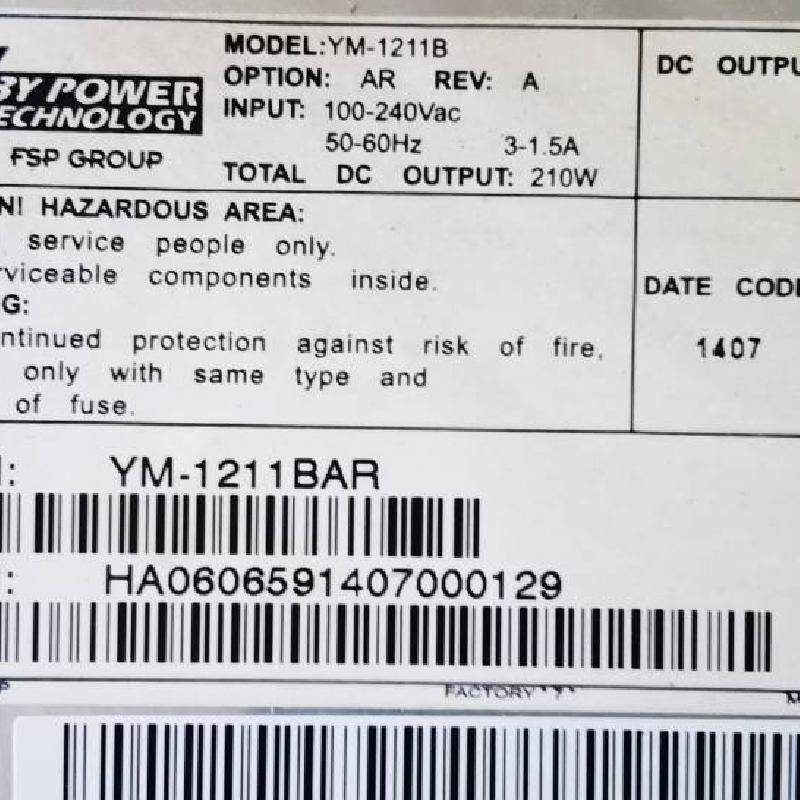 BY POWER
TECHNOLOGY
FSP GROUP
MODEL:YM-1211B
OPTION: AR REV: A
INPUT: 100-240Vac
50-60Hz 3-1.5A
TOTAL DC OUTPUT: 210W
DC OUTPU
N! HAZARDOUS AREA:
service people only.
rviceable components inside.
G:
ntinued protection against risk of fire,
only with same type and
of fuse.
DATE CODE
1407
YM-1211BAR
HA0606591407000129
FACTORY